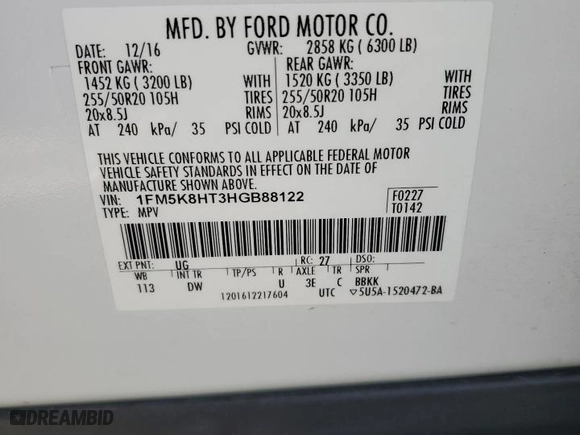 MFD. BY FORD MOTOR CO.
DATE: 12/16 GVWR: 2858 KG ( 6300 LB)
FRONT GAWR: REAR GAWR:
1452 KG ( 3200 LB) WITH 1520 KG ( 3350 LB) WITH
255/50R20 105H TIRES 255/50R20 105H TIRES
20x8.5J RIMS 20x8.5J RIMS
AT 240 kPa/ 35 PSI COLD AT 240 kPa/ 35 PSI COLD
THIS VEHICLE CONFORMS TO ALL APPLICABLE FEDERAL MOTOR
VEHICLE SAFETY STANDARDS IN EFFECT ON THE DATE OF
MANUFACTURE SHOWN ABOVE.
VIN: 1FM5K8HT3HGB88122 F0227
TYPE: MPV T0142
EXT PNT: UG RC: 27 DSO:
WB INT TR TP/PS R AXLE TR SPR
113 DW U 3E C BBKK
1201612217604 UTC ▽5U5A-1520472-BA
DREAMBID